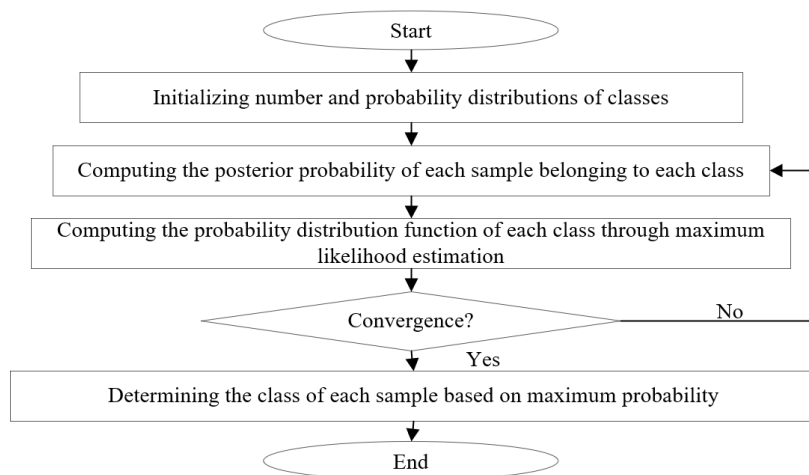 Start
Initializing number and probability distributions of classes
Computing the posterior probability of each sample belonging to each class
Computing the probability distribution function of each class through maximum
likelihood estimation
Convergence?
No
Yes
Determining the class of each sample based on maximum probability
End